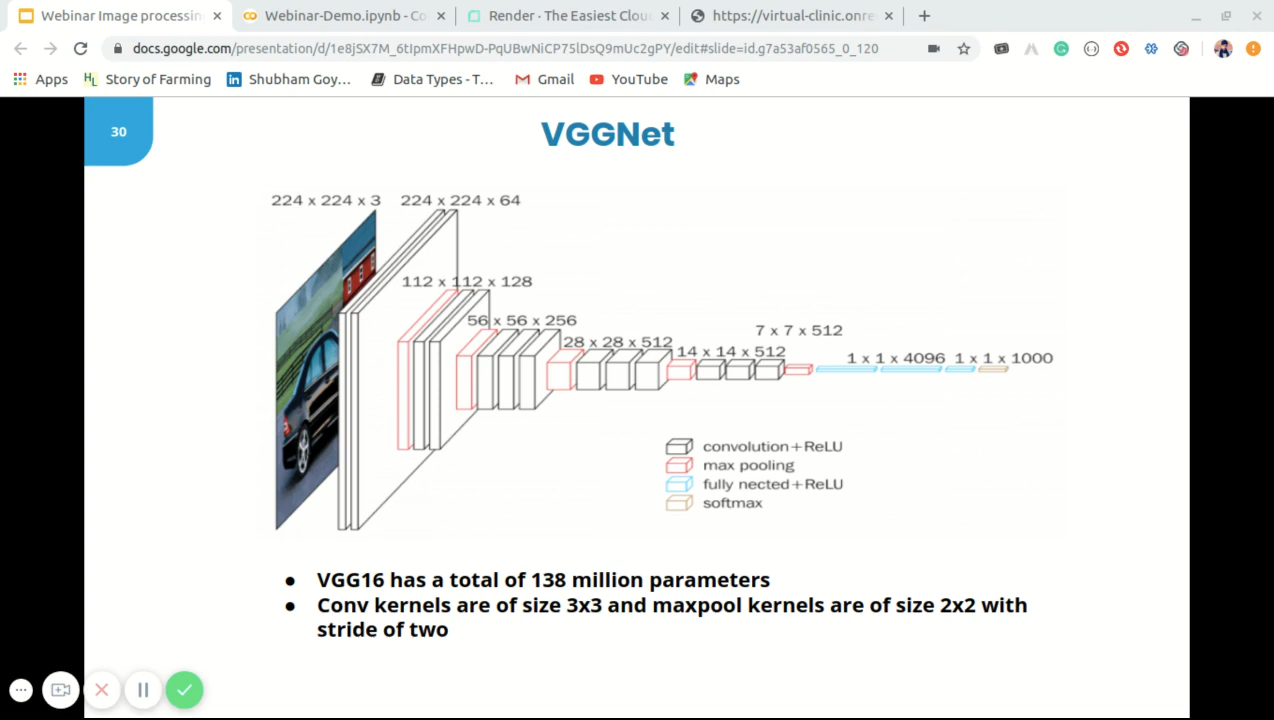 Webinar Image processin
Webinar-Demo.ipynb - Co
Render · The Easiest Clou
https://virtual-clinic.onre
docs.google.com/presentation/d/1e8jSX7M_6tIpmXFHpwD-PqUBwNiCP75lDsQ9mUc2gPY/edit#slide=id.g7a53af0565_0_120
Apps
Story of Farming
Shubham Goy...
Data Types - T...
Gmail
YouTube
Maps
30
VGGNet
224 x 224 x 3 224 x 224 x 64
112 x 112 x 128
56 x 56 x 256
7 x 7 x 512
28 x 28 x 512
14 x 14 x 512
1 x 1 x 4096 1 x 1 x 1000
convolution+ReLU
max pooling
fully nected+ReLU
softmax
● VGG16 has a total of 138 million parameters
● Conv kernels are of size 3x3 and maxpool kernels are of size 2x2 with
stride of two